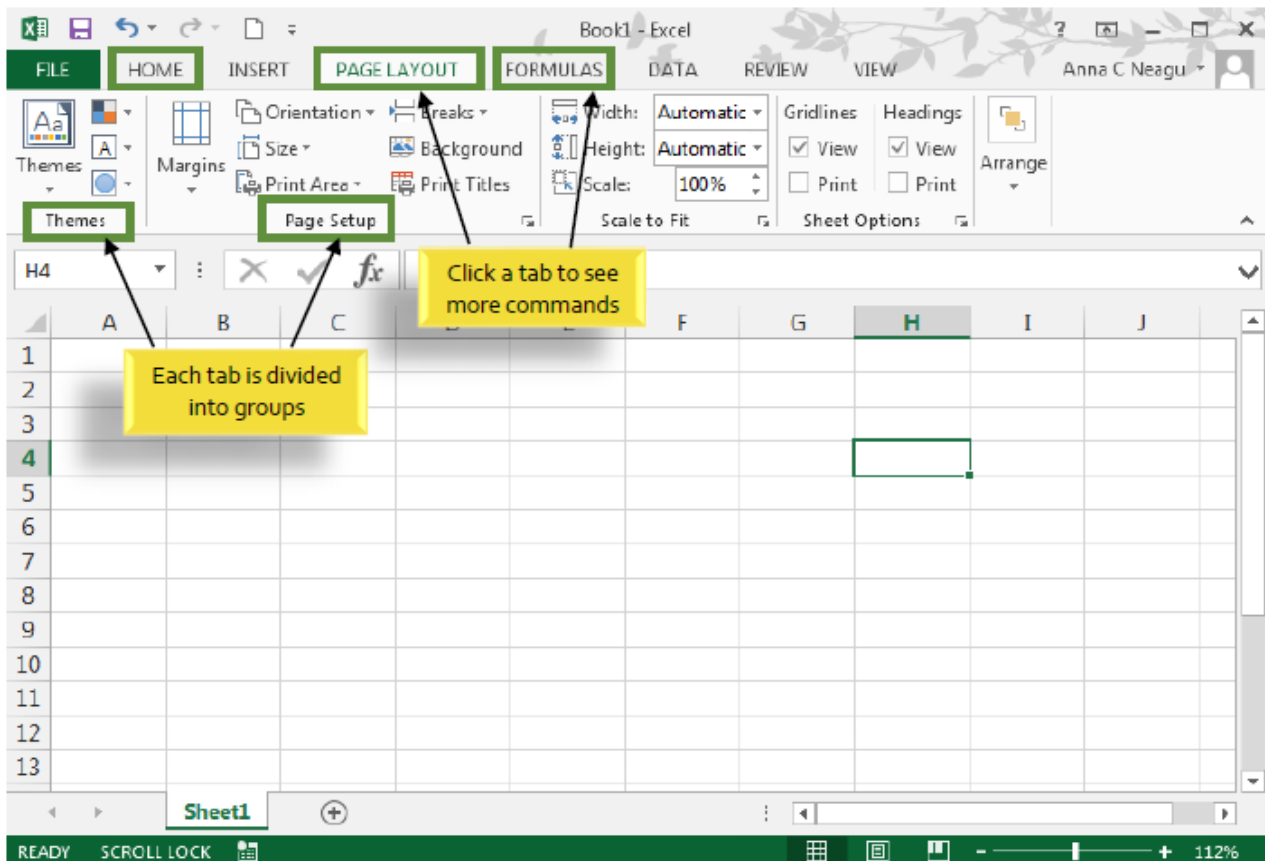 Book1 - Excel
?
FILE HOME INSERT PAGE LAYOUT FORMULAS DATA REVIEW VIEW Anna C Neagu
Aa
A
Themes
Margins
Orientation
Size
Print Area
Breaks
Background
Print Titles
Width: Automatic
Height: Automatic
Scale: 100%
Gridlines
View
Print
Headings
View
Print
Arrange
Themes Page Setup Scale to Fit Sheet Options
H4
fx
Click a tab to see
more commands
A B C F G H I J
Each tab is divided
into groups
1
2
3
4
5
6
7
8
9
10
11
12
13
Sheet1
READY SCROLL LOCK 112%